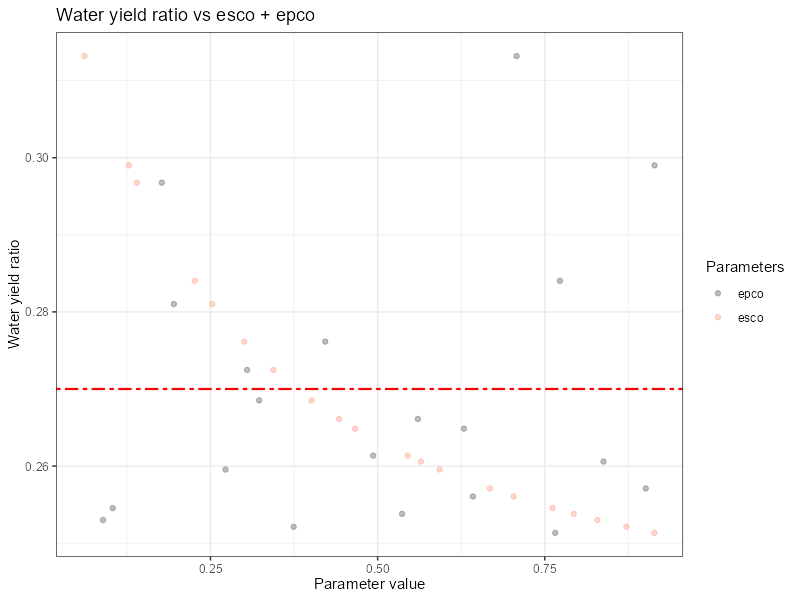 Water yield ratio vs esco + epco
Water yield ratio
0.30
0.28
0.26
0.25
0.50
0.75
Parameter value
Parameters
epco
esco